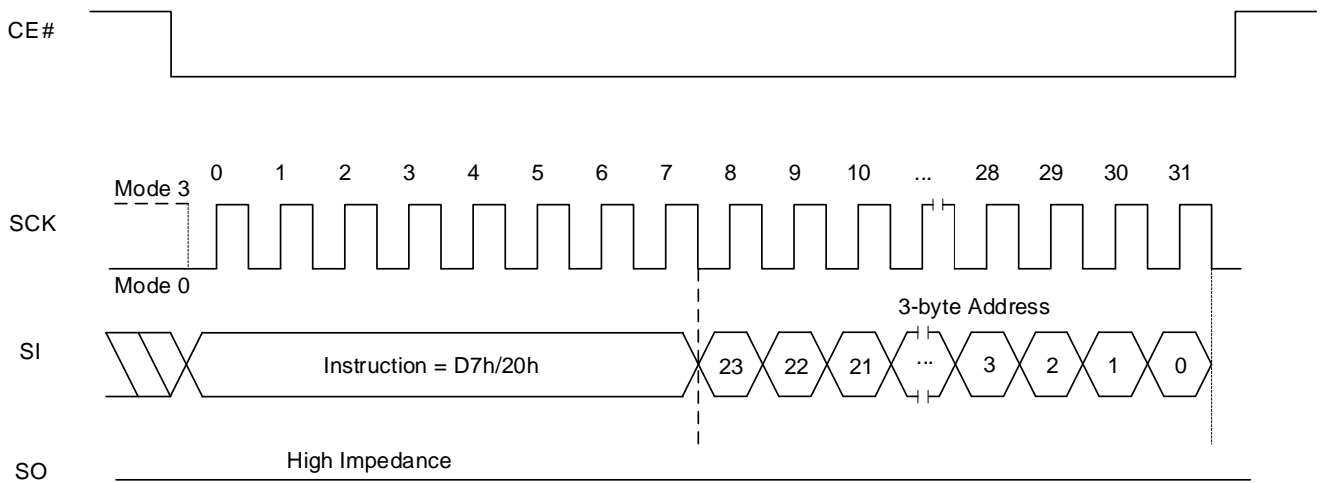 CE#
0 1 2 3 4 5 6 7 8 9 10 ... 28 29 30 31
Mode 3
SCK
Mode 0
3-byte Address
SI
Instruction = D7h/20h
23 22 21 ... 3 2 1 0
High Impedance
SO